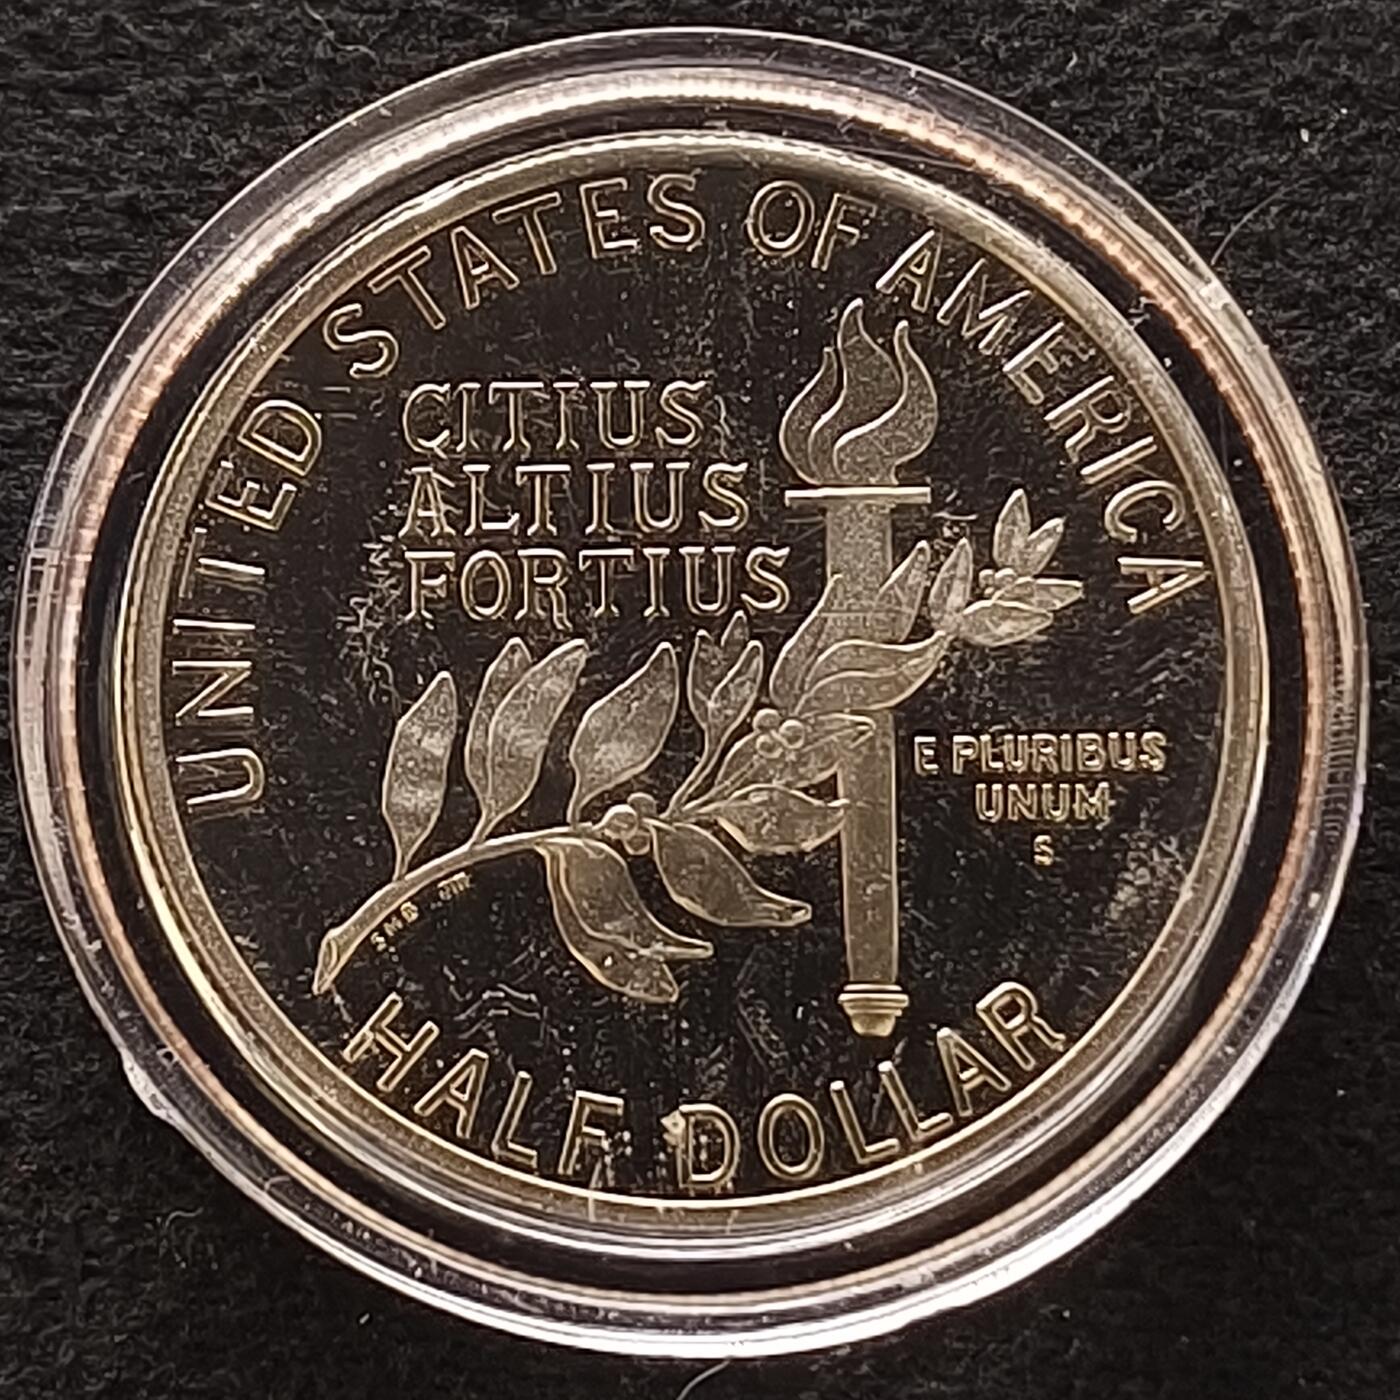 UNITED STATES OF AMERICA
CITIUS
ALTIUS
FORTIUS
E PLURIBUS
UNUM
S
HALF DOLLAR